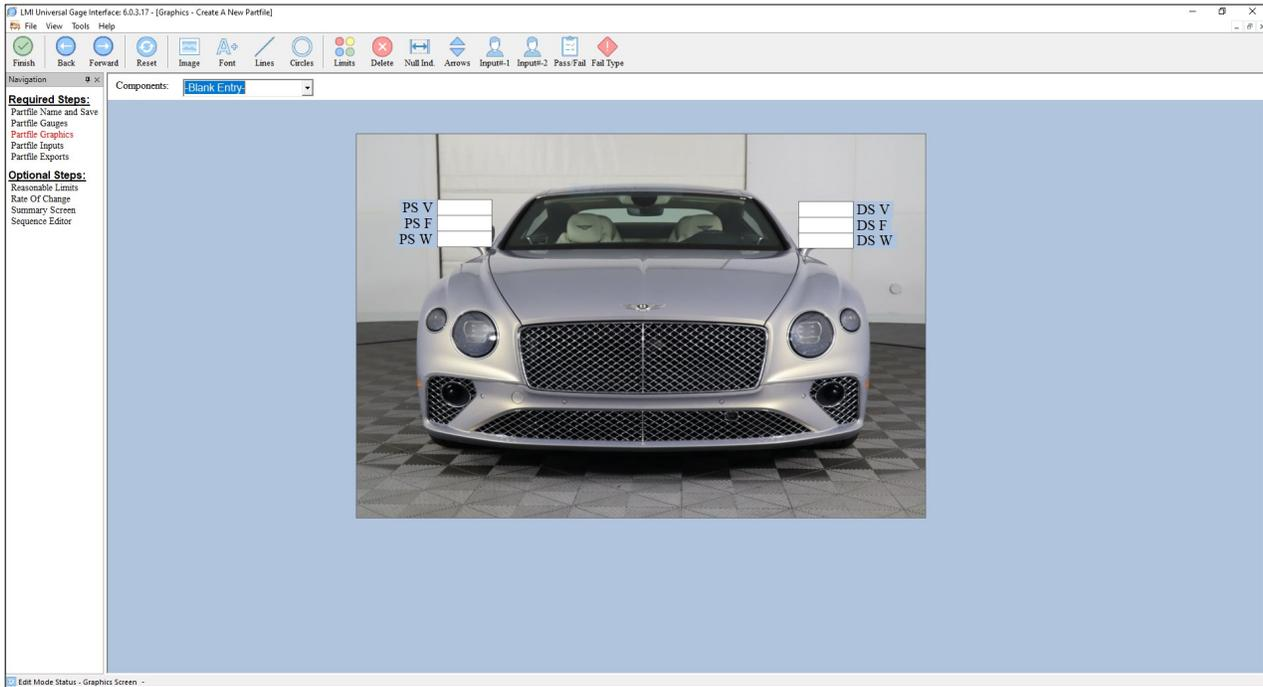 LMI Universal Gage Interface: 6.0.3.17 - [Graphics - Create A New Partfile]
File View Tools Help
Finish Back Forward Reset Image Font Lines Circles Limits Delete Null Ind. Arrows Input#-1 Input#-2 Pass/Fail Fail Type
Navigation
Components: -Blank Entry-
Required Steps:
Partfile Name and Save
Partfile Gauges
Partfile Graphics
Partfile Inputs
Partfile Exports
Optional Steps:
Reasonable Limits
Rate Of Change
Summary Screen
Sequence Editor
PS V DS V
PS F DS F
PS W DS W
Edit Mode Status - Graphics Screen -